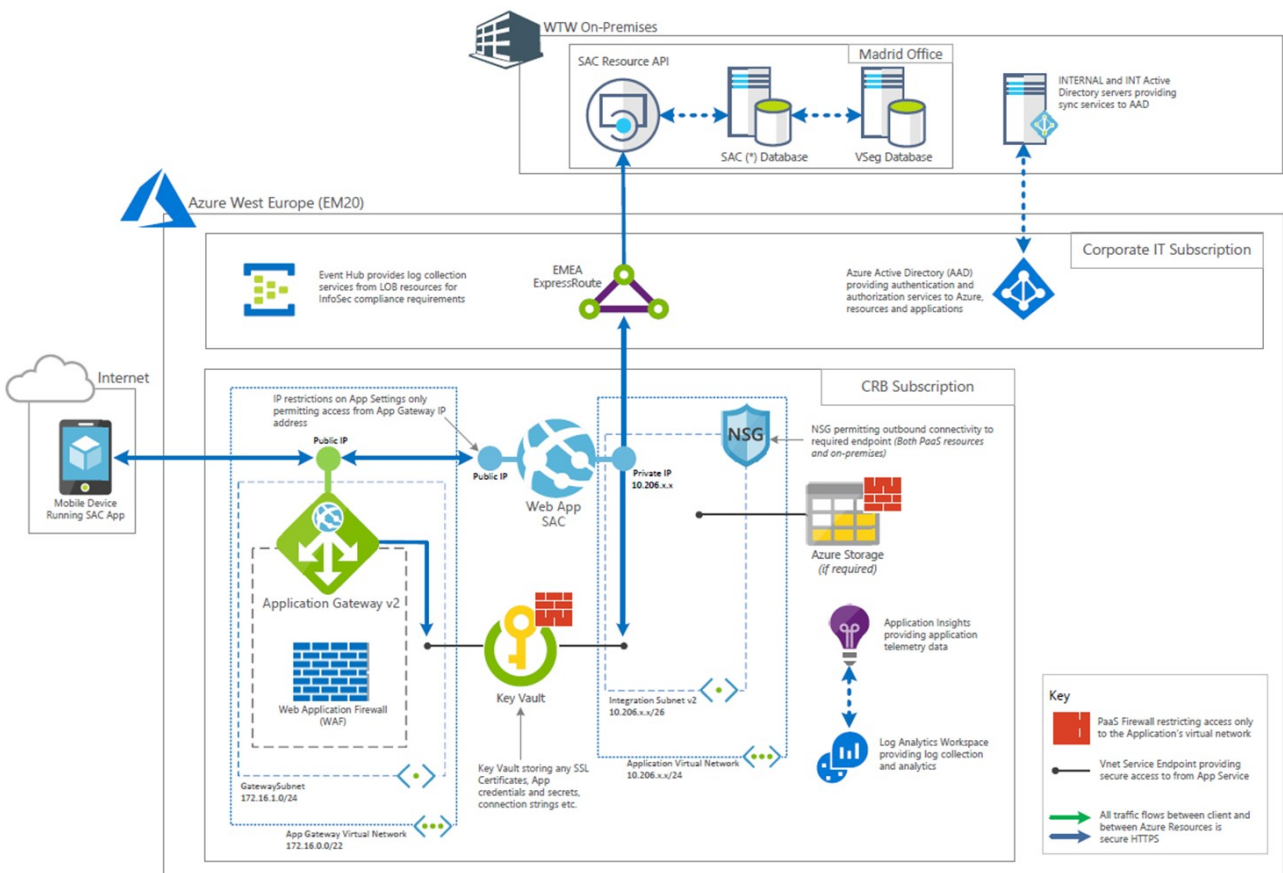 WTW On-Premises
Madrid Office
SAC Resource API
SAC (*) Database
VSeg Database
INTERNAL and INT Active
Directory servers providing
sync services to AAD
Azure West Europe (EM20)
Corporate IT Subscription
Event Hub provides log collection
services from LOB resources for
InfoSec compliance requirements
EMEA
ExpressRoute
Azure Active Directory (AAD)
providing authentication and
authorization services to Azure,
resources and applications
Internet
Mobile Device
Running SAC App
CRB Subscription
IP restrictions on App Settings only
permitting access from App Gateway IP
address
Public IP
Public IP
Web App
SAC
Private IP
10.206.x.x
NSG
NSG permitting outbound connectivity to
required endpoint (Both PaaS resources
and on-premises)
Azure Storage
(if required)
Application Gateway v2
Web Application Firewall
(WAF)
GatewaySubnet
172.16.1.0/24
App Gateway Virtual Network
172.16.0.0/22
Key Vault
Key Vault storing any SSL
Certificates, App
credentials and secrets,
connection strings etc.
Integration Subnet v2
10.206.x.x/26
Application Virtual Network
10.206.x.x/24
Application Insights
providing application
telemetry data
Log Analytics Workspace
providing log collection
and analytics
Key
PaaS Firewall restricting access only
to the Application's virtual network
Vnet Service Endpoint providing
secure access to from App Service
All traffic flows between client and
between Azure Resources is
secure HTTPS